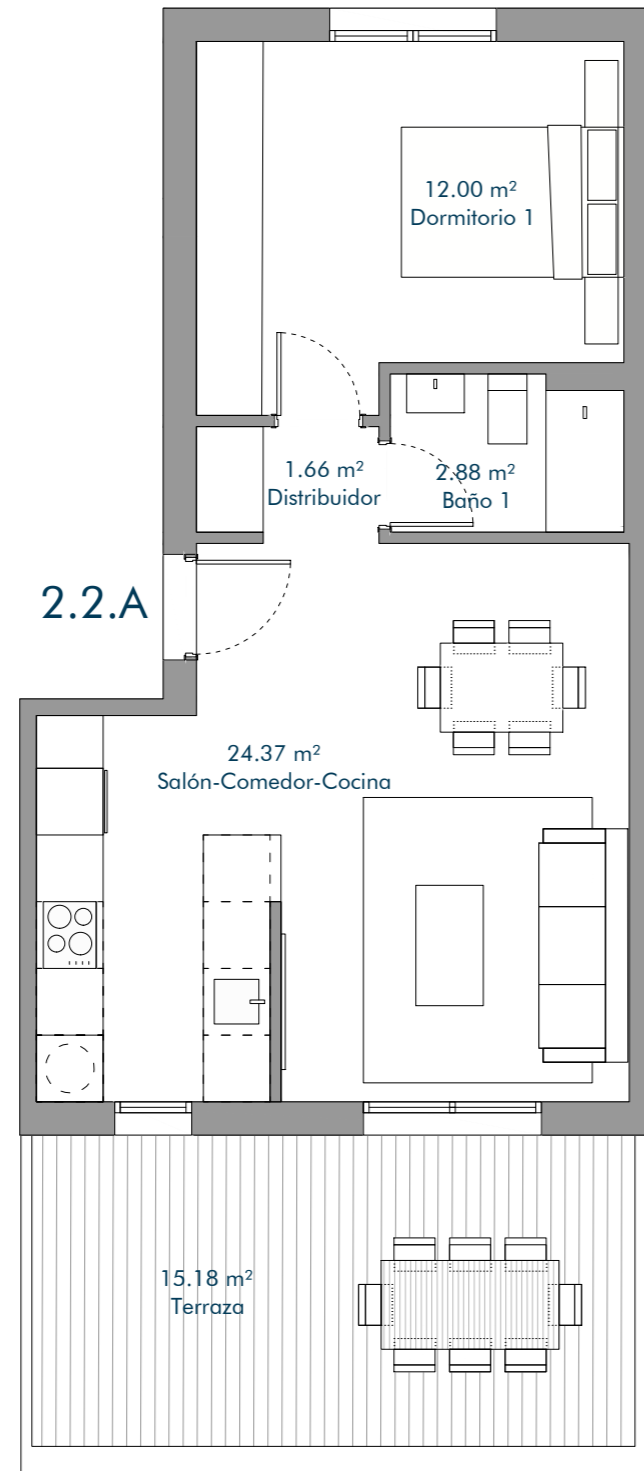 12.00 m²
Dormitorio 1
1.66 m²
Distribuidor
2.88 m²
Baño 1
2.2.A
24.37 m²
Salón-Comedor-Cocina
15.18 m²
Terraza